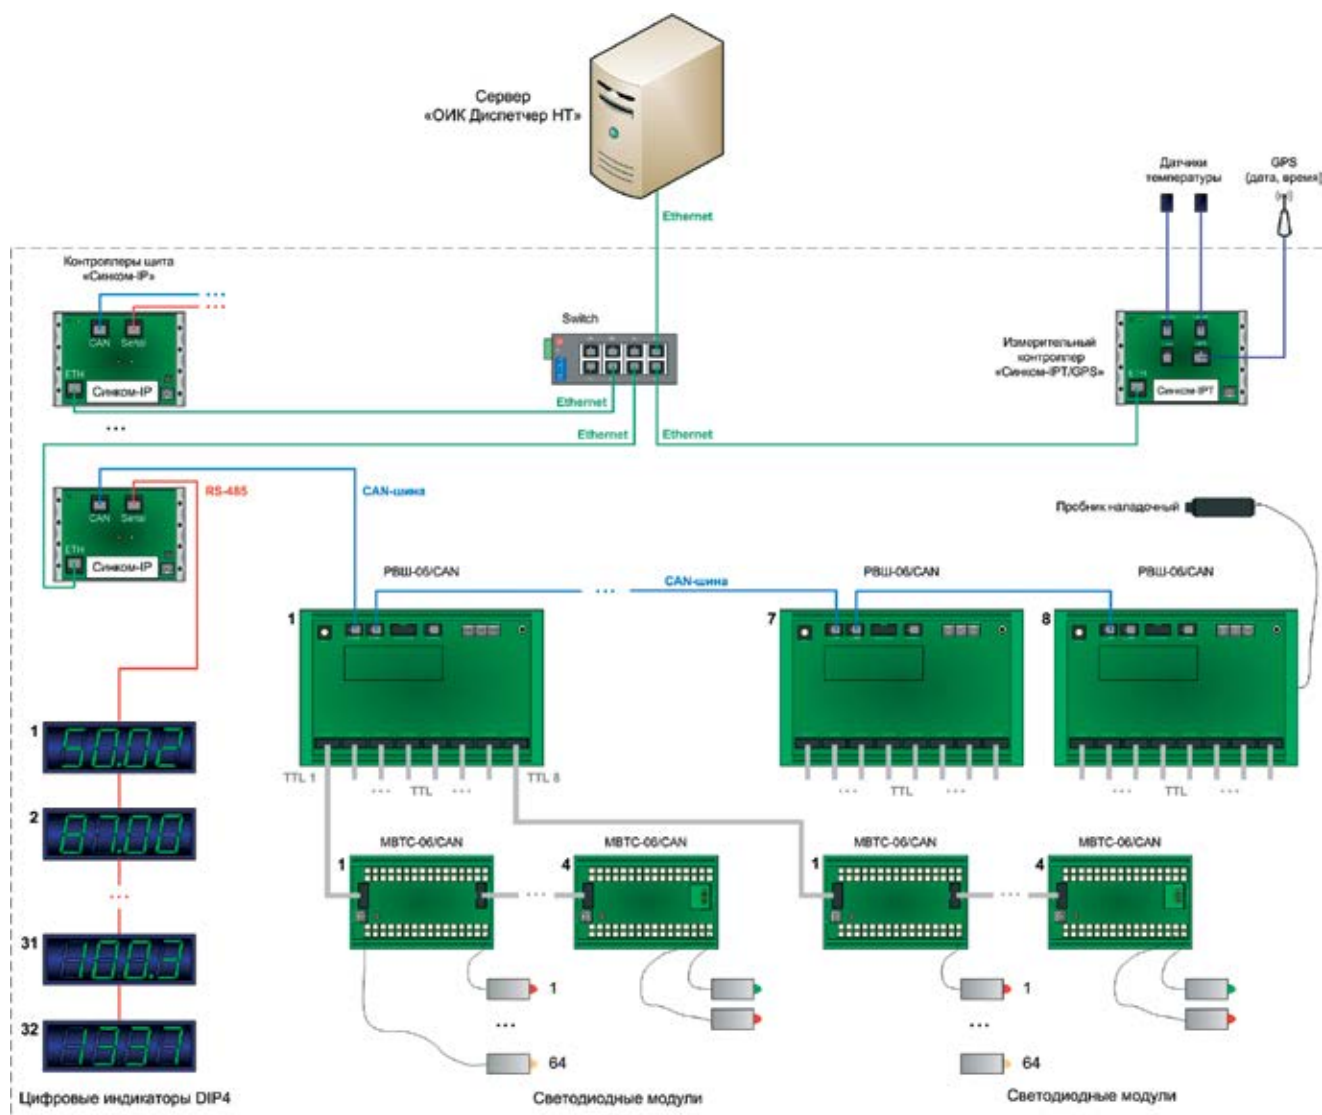 Сервер
«ОИК Диспетчер НТ»
Датчики
температуры
GPS
(дата, время)
Ethernet
Контроллеры щита
«Синком-IP»
CAN
Serial
ETH
Синком-IP
Switch
Измерительный
контроллер
«Синком-IPT/GPS»
ETH
Синком-IPT
Ethernet
Ethernet
Ethernet
...
RS-485
CAN-шина
CAN
Serial
ETH
Синком-IP
Пробник наладочный
РВШ-06/CAN
CAN-шина
РВШ-06/CAN
РВШ-06/CAN
1
7
8
1
50.02
2
87.00
31
100.3
32
1337
TTL 1
... TTL ...
TTL 8
... TTL ...
... TTL ...
МВТС-06/CAN
МВТС-06/CAN
МВТС-06/CAN
МВТС-06/CAN
1
4
1
4
1
...
64
1
...
64
Цифровые индикаторы DIP4
Светодиодные модули
Светодиодные модули